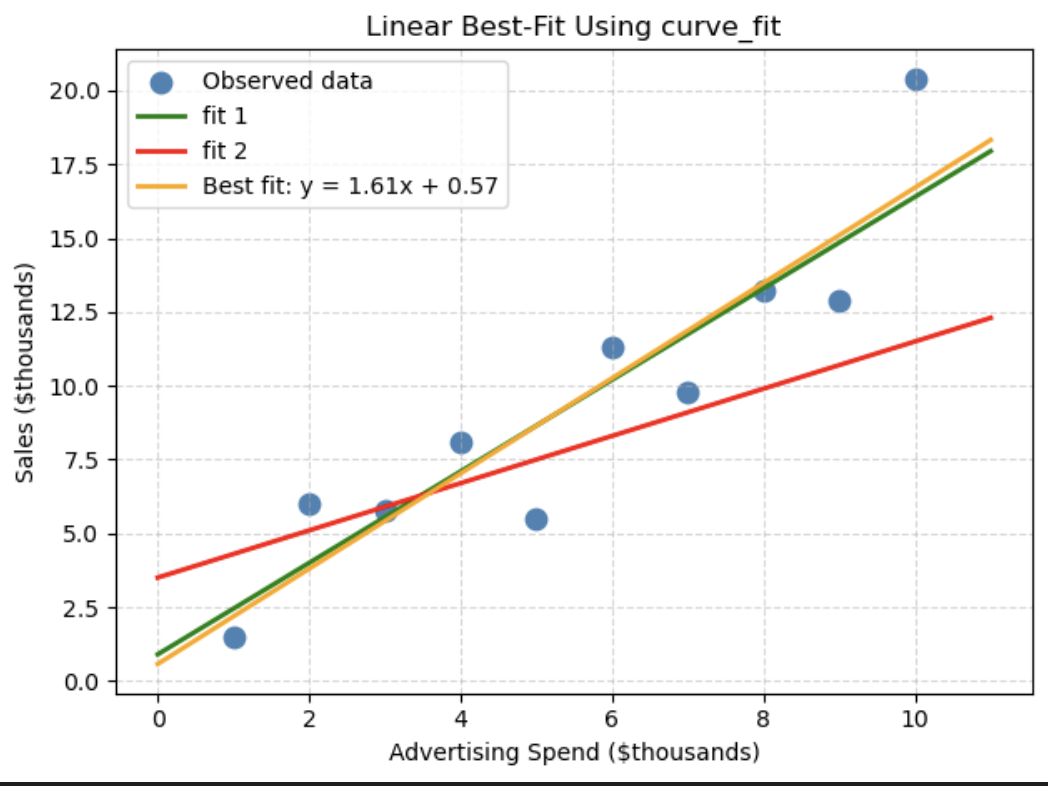 Linear Best-Fit Using curve_fit
Observed data
fit 1
fit 2
Best fit: y = 1.61x + 0.57
20.0
17.5
15.0
12.5
10.0
7.5
5.0
2.5
0.0
Sales ($thousands)
0 2 4 6 8 10
Advertising Spend ($thousands)